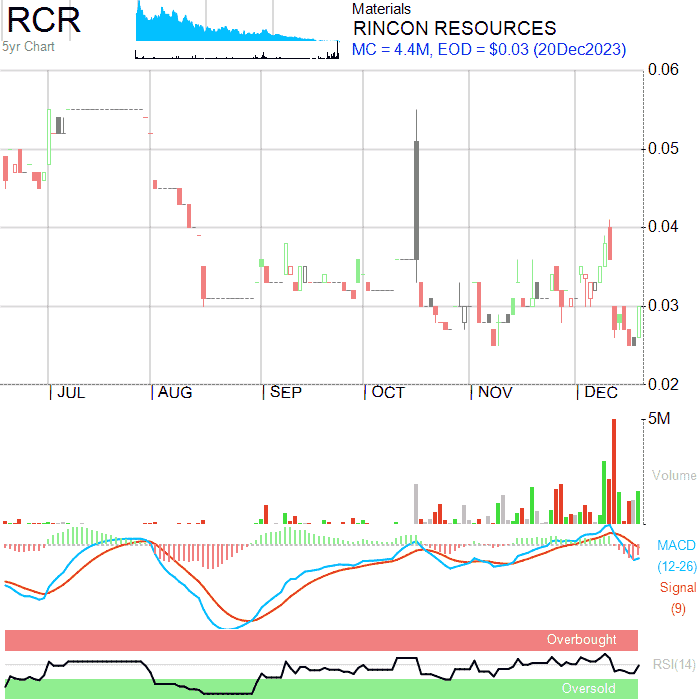 RCR
5yr Chart
Materials
RINCON RESOURCES
MC = 4.4M, EOD = $0.03 (20Dec2023)
0.06
0.05
0.04
0.03
0.02
JUL AUG SEP OCT NOV DEC
5M
Volume
MACD
(12-26)
Signal
(9)
Overbought
RSI(14)
Oversold